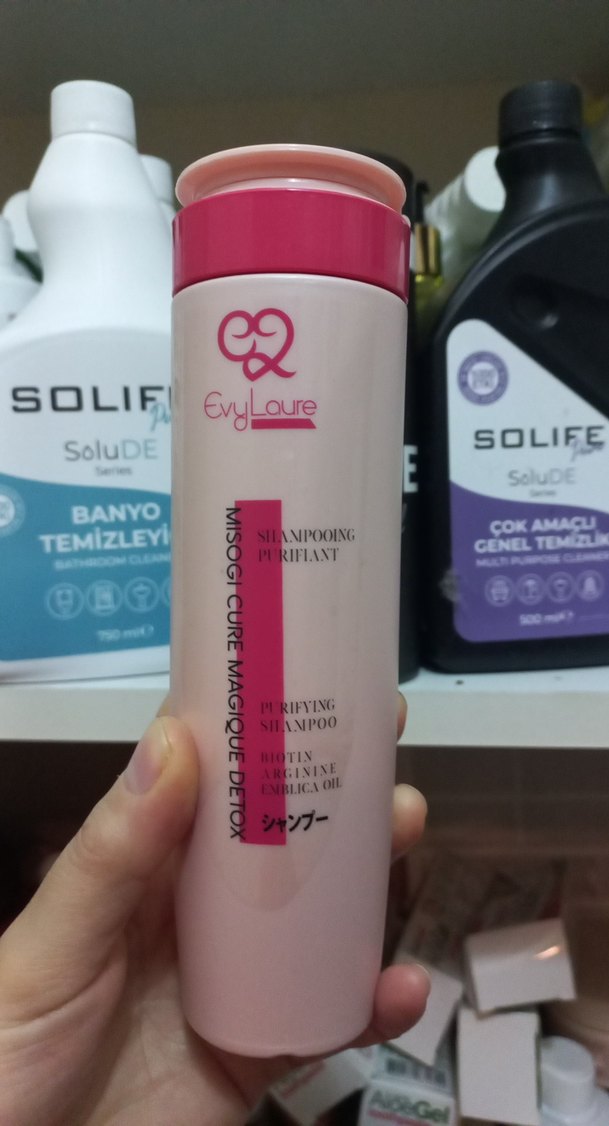 EvyLaure
MISOGI CURE MAGIQUE DETOX
SHAMPOOING
PURIFIANT
PURIFYING
SHAMPOO
BIOTIN
ARGININE
EMBLICA OIL
シャンプー
SOLIFE
SoluDE
Series
BANYO
TEMİZLEYİC
BATHROOM CLEANE
750 ml℮
SOLIFE
SoluDE
Series
ÇOK AMAÇLI
GENEL TEMİZLİK
MULTI PURPOSE CLEANER
500 ml℮
AloeGel